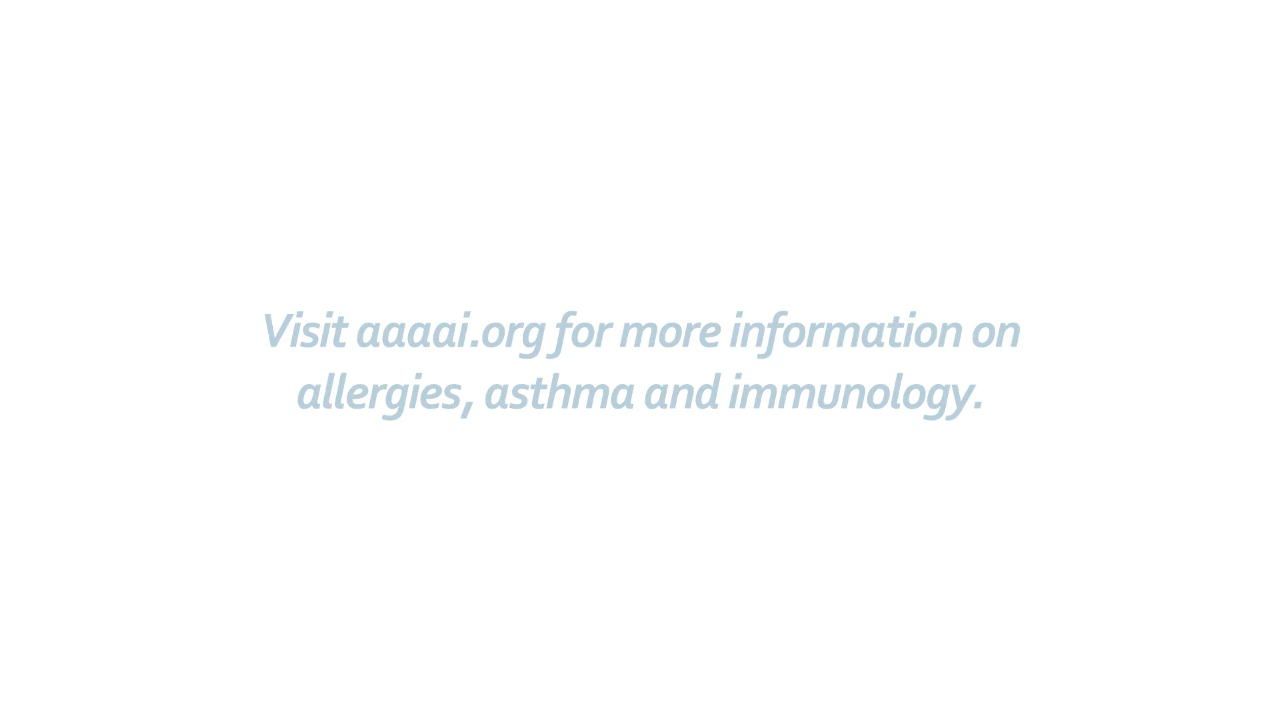 Visit aaaai.org for more information on
allergies, asthma and immunology.